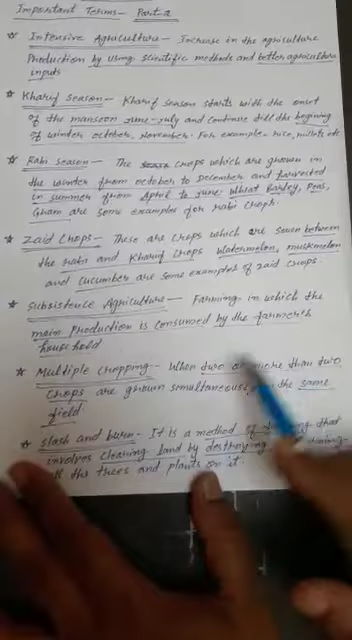 Important Terms - Part-2
☆ Intensive Agriculture - Increase in the agriculture
Production by using scientific methods and better agriculture
inputs
★ Kharif season - Kharif season starts with the onset
of the mansoon june-july and continue till the begining
of winter october, November. For example rice, millets etc
★ Rabi season - The crops which are grown in
the winter from october to December and harvested
in summer from April to june. Wheat Barley, Peas,
Gram are some examples for rabi crops.
★ Zaid Crops - These are crops which are sown between
the rabi and Kharif crops Watermelon, muskmelon
and cucumber are some examples of zaid crops.
★ Subsistence Agriculture - Farming in which the
main production is consumed by the farmer's
household
★ Multiple cropping - When two or more than two
crops are grown simultaneously on the same
field
★ Slash and burn - It is a method of that
involves clearing land by destroying
the trees and plants on it